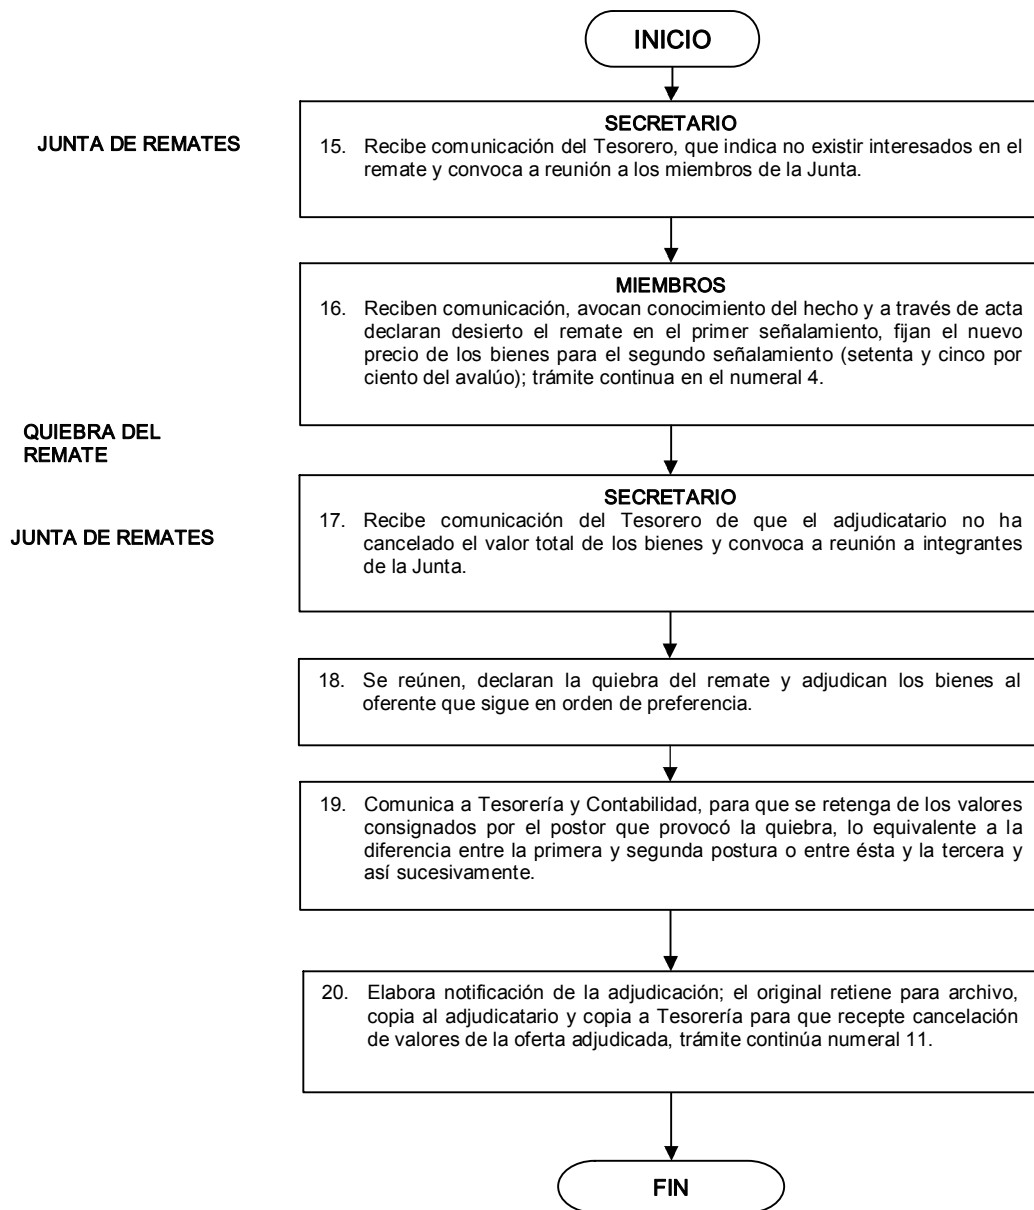 INICIO
JUNTA DE REMATES
SECRETARIO
15. Recibe comunicación del Tesorero, que indica no existir interesados en el
remate y convoca a reunión a los miembros de la Junta.
MIEMBROS
16. Reciben comunicación, avocan conocimiento del hecho y a través de acta
declaran desierto el remate en el primer señalamiento, fijan el nuevo
precio de los bienes para el segundo señalamiento (setenta y cinco por
ciento del avalúo); trámite continua en el numeral 4.
QUIEBRA DEL
REMATE
JUNTA DE REMATES
SECRETARIO
17. Recibe comunicación del Tesorero de que el adjudicatario no ha
cancelado el valor total de los bienes y convoca a reunión a integrantes
de la Junta.
18. Se reúnen, declaran la quiebra del remate y adjudican los bienes al
oferente que sigue en orden de preferencia.
19. Comunica a Tesorería y Contabilidad, para que se retenga de los valores
consignados por el postor que provocó la quiebra, lo equivalente a la
diferencia entre la primera y segunda postura o entre ésta y la tercera y
así sucesivamente.
20. Elabora notificación de la adjudicación; el original retiene para archivo,
copia al adjudicatario y copia a Tesorería para que recepte cancelación
de valores de la oferta adjudicada, trámite continúa numeral 11.
FIN